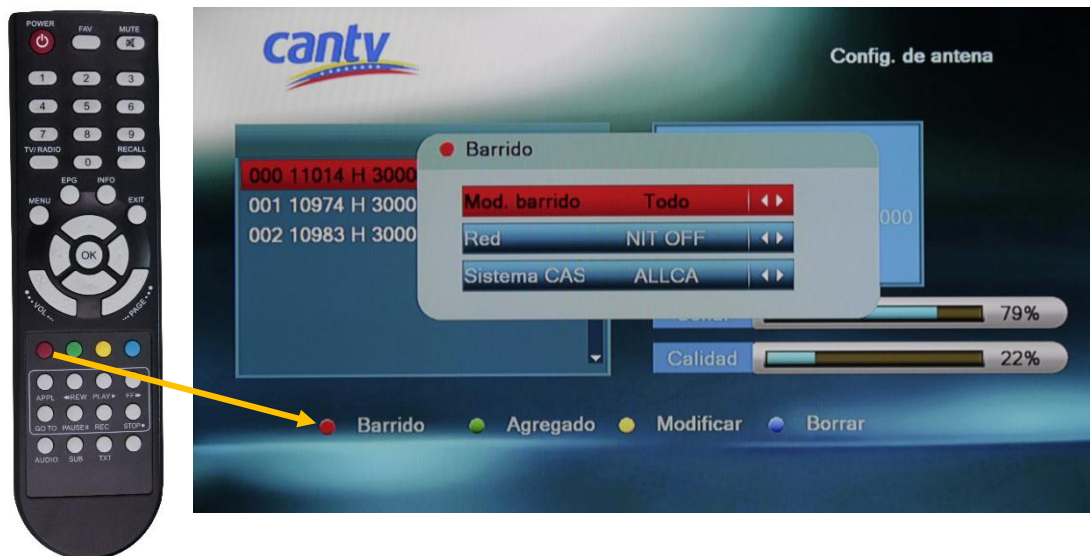 POWER FAV MUTE
1 2 3
4 5 6
7 8 9
TV/RADIO 0 RECALL
EPG INFO
MENU EXIT
OK
VOL PAGE
APPL ◀◀REW PLAY▶ FF▶▶
GO TO PAUSE⏸ REC STOP■
AUDIO SUB TXT
cantv
Config. de antena
000 11014 H 3000
001 10974 H 3000
002 10983 H 3000
000
Barrido
Mod. barrido Todo
Red NIT OFF
Sistema CAS ALLCA
79%
Calidad 22%
Barrido Agregado Modificar Borrar